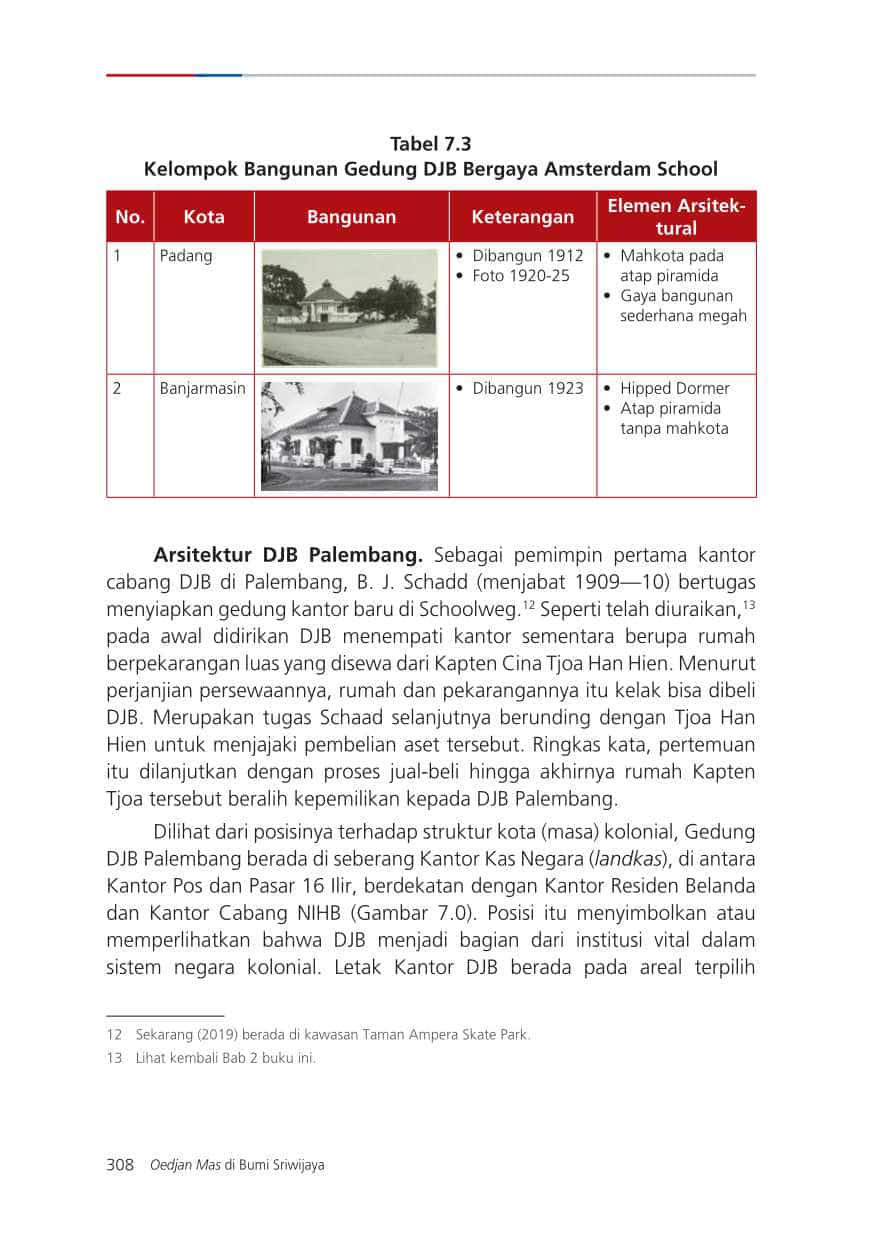 Tabel 7.3
Kelompok Bangunan Gedung DJB Bergaya Amsterdam School
No. Kota Bangunan Keterangan Elemen Arsitek-
tural
1 Padang
• Dibangun 1912
• Foto 1920-25
• Mahkota pada
atap piramida
• Gaya bangunan
sederhana megah
2 Banjarmasin
• Dibangun 1923
• Hipped Dormer
• Atap piramida
tanpa mahkota
Arsitektur DJB Palembang. Sebagai pemimpin pertama kantor
cabang DJB di Palembang, B. J. Schadd (menjabat 1909—10) bertugas
menyiapkan gedung kantor baru di Schoolweg.12 Seperti telah diuraikan,13
pada awal didirikan DJB menempati kantor sementara berupa rumah
berpekarangan luas yang disewa dari Kapten Cina Tjoa Han Hien. Menurut
perjanjian persewaannya, rumah dan pekarangannya itu kelak bisa dibeli
DJB. Merupakan tugas Schaad selanjutnya berunding dengan Tjoa Han
Hien untuk menjajaki pembelian aset tersebut. Ringkas kata, pertemuan
itu dilanjutkan dengan proses jual-beli hingga akhirnya rumah Kapten
Tjoa tersebut beralih kepemilikan kepada DJB Palembang.
Dilihat dari posisinya terhadap struktur kota (masa) kolonial, Gedung
DJB Palembang berada di seberang Kantor Kas Negara (landkas), di antara
Kantor Pos dan Pasar 16 Ilir, berdekatan dengan Kantor Residen Belanda
dan Kantor Cabang NIHB (Gambar 7.0). Posisi itu menyimbolkan atau
memperlihatkan bahwa DJB menjadi bagian dari institusi vital dalam
sistem negara kolonial. Letak Kantor DJB berada pada areal terpilih
12 Sekarang (2019) berada di kawasan Taman Ampera Skate Park.
13 Lihat kembali Bab 2 buku ini.
308 Oedjan Mas di Bumi Sriwijaya